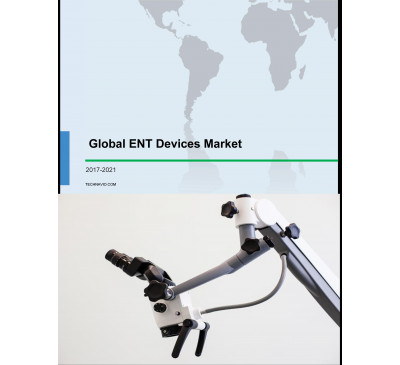 Global ENT Devices Market
2017-2021
TECHNAVIO.COM